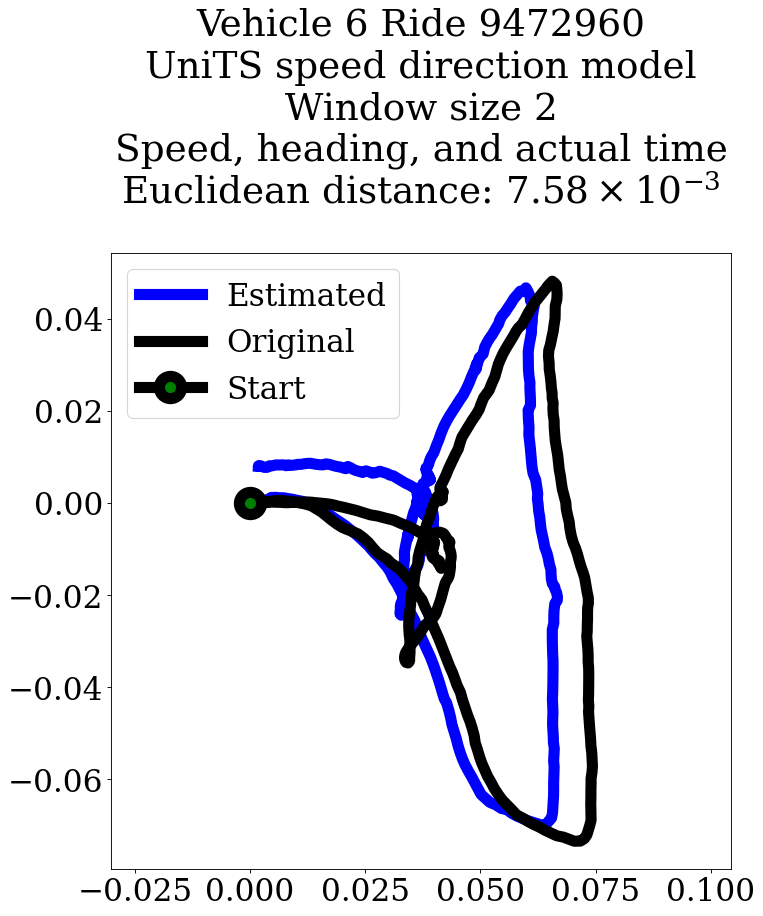 Vehicle 6 Ride 9472960
UniTS speed direction model
Window size 2
Speed, heading, and actual time
Euclidean distance: 7.58 × 10⁻³
Estimated
Original
Start
0.04
0.02
0.00
−0.02
−0.04
−0.06
−0.025 0.000 0.025 0.050 0.075 0.100